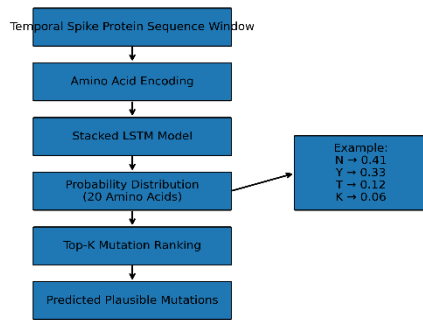 Temporal Spike Protein Sequence Window
Amino Acid Encoding
Stacked LSTM Model
Probability Distribution
(20 Amino Acids)
Top-K Mutation Ranking
Predicted Plausible Mutations
Example:
N → 0.41
Y → 0.33
T → 0.12
K → 0.06